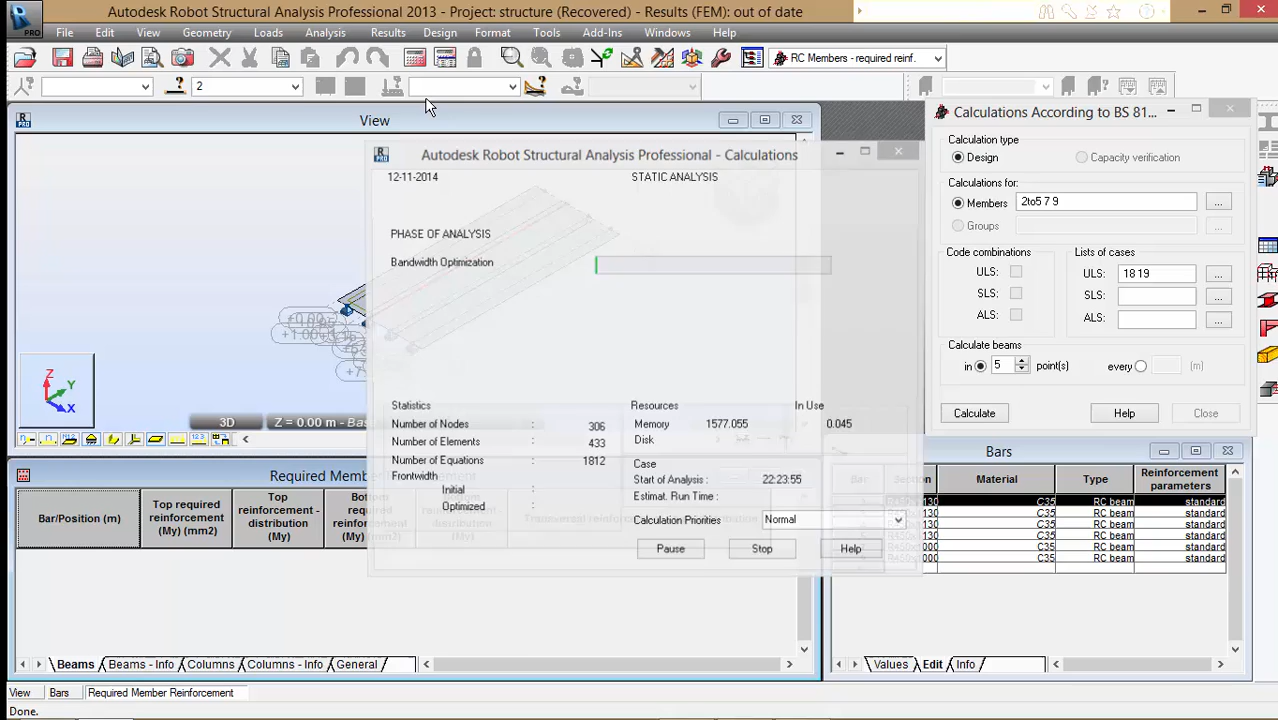 Autodesk Robot Structural Analysis Professional 2013 - Project: structure (Recovered) - Results (FEM): out of date
PRO
File Edit View Geometry Loads Analysis Results Design Format Tools Add-Ins Windows Help
RC Members - required reinf.
2
View
Autodesk Robot Structural Analysis Professional - Calculations
12-11-2014 STATIC ANALYSIS
PHASE OF ANALYSIS
Bandwidth Optimization
Statistics
Number of Nodes : 306
Number of Elements : 433
Number of Equations : 1812
Frontwidth
Initial :
Optimized :
Resources In Use
Memory 1577.055 0.045
Disk
Case
Start of Analysis : 22:23:55
Estimat. Run Time :
Calculation Priorities Normal
Pause Stop Help
Z
Y
X
3D Z = 0.00 m - Bas
Calculations According to BS 81...
Calculation type
Design Capacity verification
Calculations for:
Members 2to5 7 9 ...
Groups ...
Code combinations Lists of cases
ULS: ULS: 18 19 ...
SLS: SLS: ...
ALS: ALS: ...
Calculate beams
in 5 point(s) every (m)
Calculate Help Close
Required Mem
Bar/Position (m) Top required reinforcement (My) (mm2) Top reinforcement - distribution (My)
Beams Beams - Info Columns Columns - Info General
Bars
Bar Section Material Type Reinforcement parameters
C35 RC beam standard
C35 RC beam standard
C35 RC beam standard
C35 RC beam standard
C35 RC beam standard
C35 RC beam standard
Values Edit Info
View Bars Required Member Reinforcement
Done.